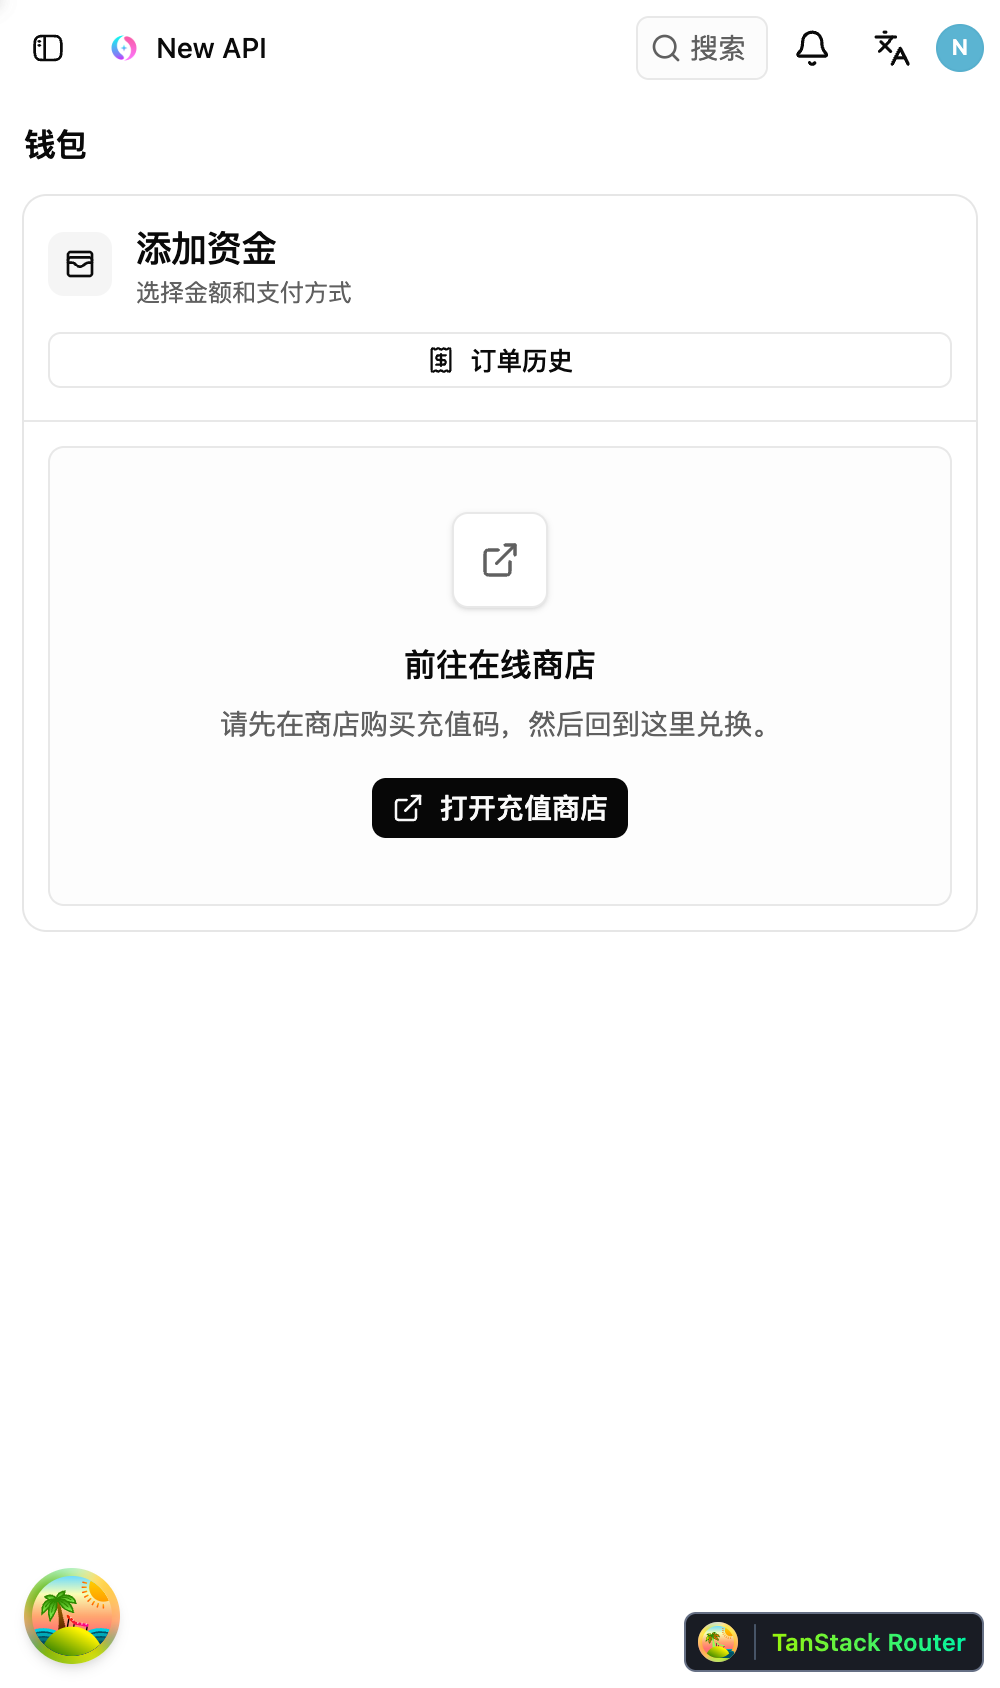 New API
搜索
N
钱包
添加资金
选择金额和支付方式
订单历史
前往在线商店
请先在商店购买充值码，然后回到这里兑换。
打开充值商店
TanStack Router